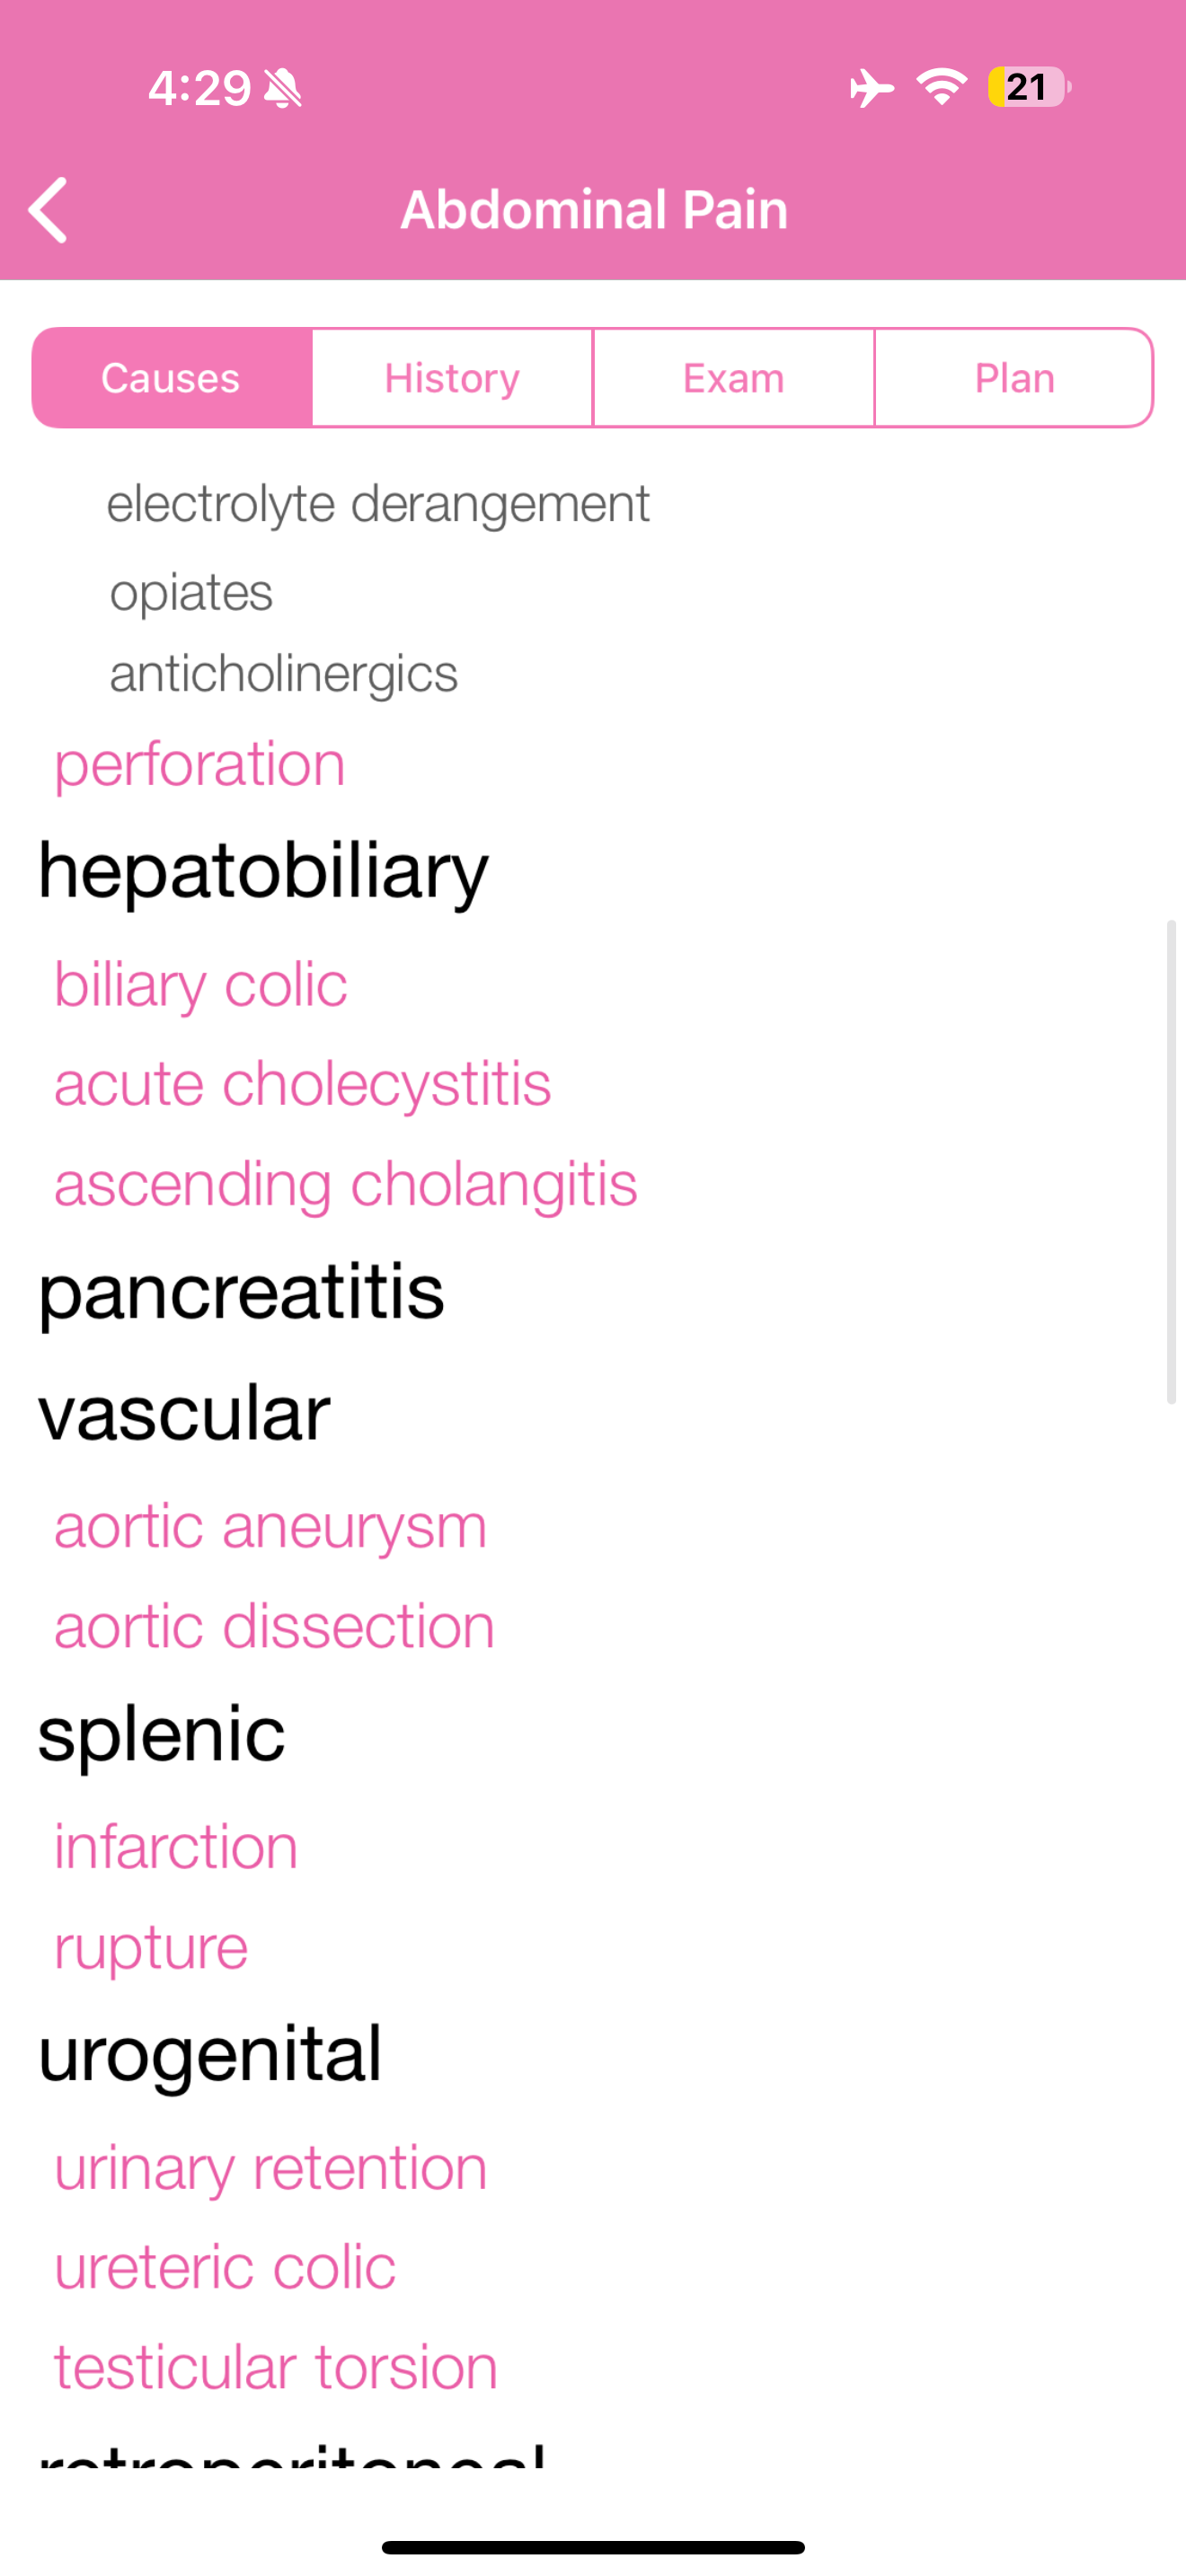 4:29
21
Abdominal Pain
Causes History Exam Plan
electrolyte derangement
opiates
anticholinergics
perforation
hepatobiliary
biliary colic
acute cholecystitis
ascending cholangitis
pancreatitis
vascular
aortic aneurysm
aortic dissection
splenic
infarction
rupture
urogenital
urinary retention
ureteric colic
testicular torsion
retroperitoneal